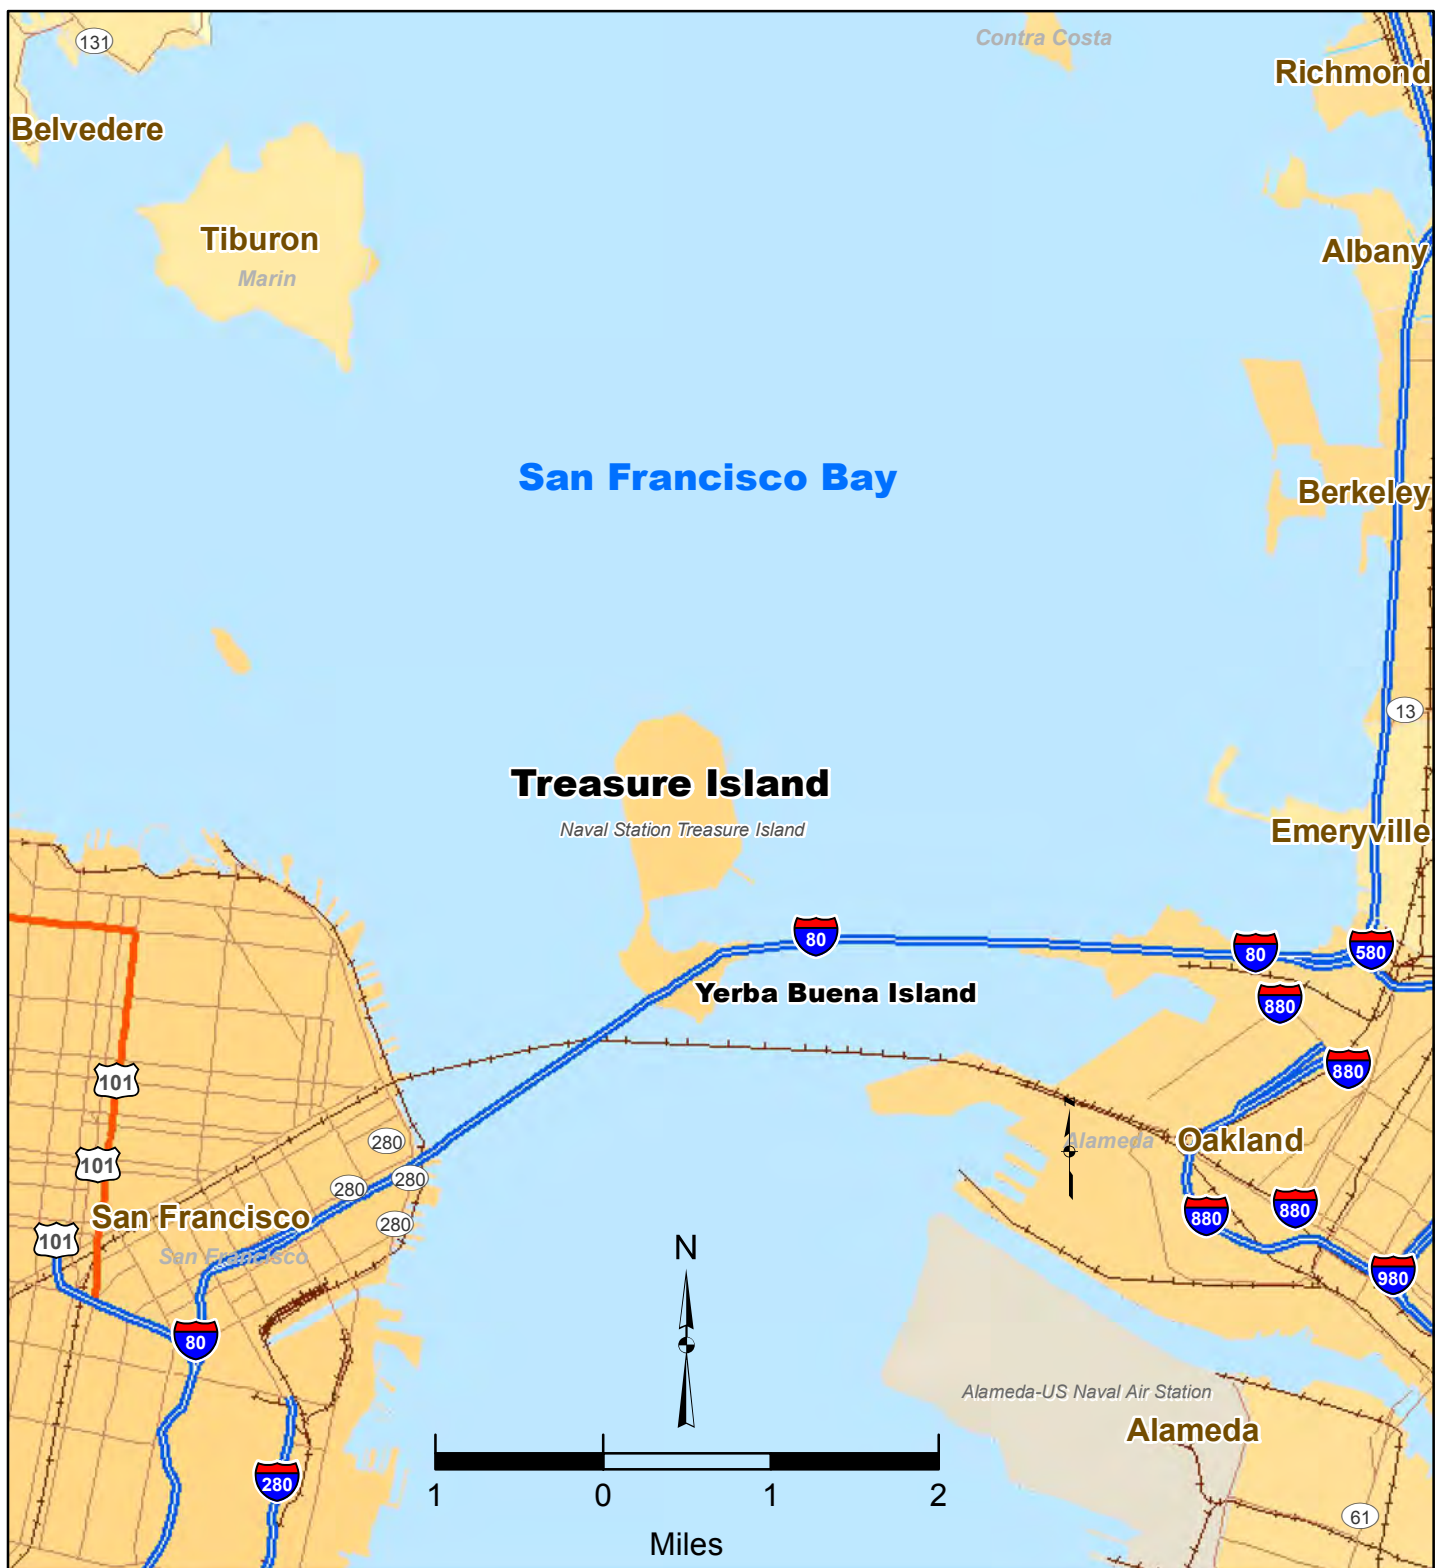 Contra Costa
131
Richmond
Belvedere
Tiburon
Marin
Albany
San Francisco Bay
Berkeley
13
Treasure Island
Naval Station Treasure Island
Emeryville
80
80
580
Yerba Buena Island
880
880
101
280
Alameda
Oakland
101
280
280
880
880
San Francisco
280
101
San Francisco
N
980
80
Alameda-US Naval Air Station
Alameda
280
1 0 1 2
61
Miles